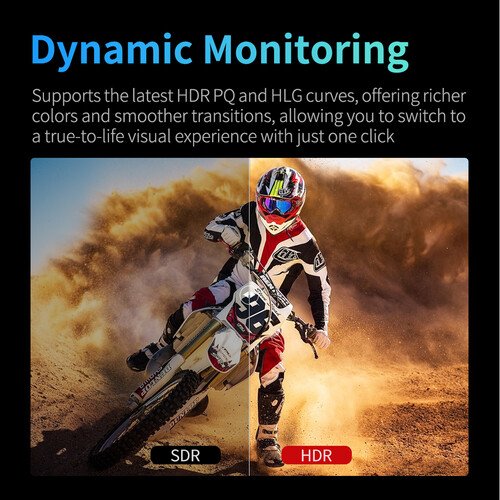 Dynamic Monitoring
Supports the latest HDR PQ and HLG curves, offering richer
colors and smoother transitions, allowing you to switch to
a true-to-life visual experience with just one click
SDR
HDR